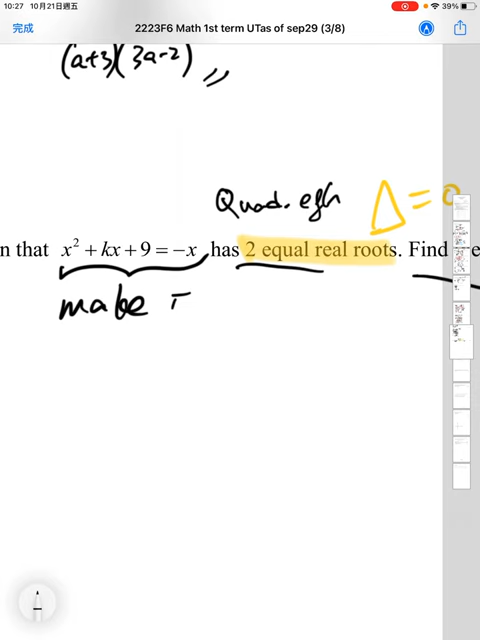 10:27 10月21日週五 39%
完成 2223F6 Math 1st term UTas of sep29 (3/8)
(a+3)(3a-2) //
Quad. eqn Δ = 0
n that x² + kx + 9 = -x has 2 equal real roots. Find
make =